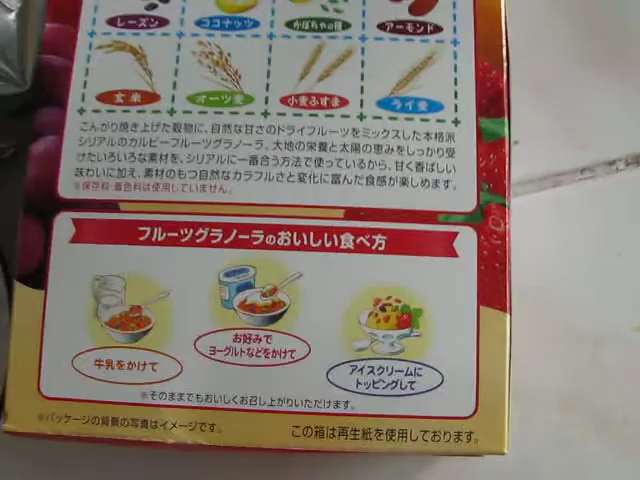 レーズン ココナッツ かぼちゃの種 アーモンド
玄米 オーツ麦 小麦ふすま ライ麦
こんがり焼き上げた穀物に、自然な甘さのドライフルーツをミックスした本格派
シリアルのカルビーフルーツグラノーラ。大地の栄養と太陽の恵みをしっかり受
けたいろいろな素材を、シリアルに一番合う方法で使っているから、甘く香ばしい
味わいに加え、素材のもつ自然なカラフルさと変化に富んだ食感が楽しめます。
※保存料・着色料は使用していません。
フルーツグラノーラのおいしい食べ方
牛乳をかけて
お好みで
ヨーグルトなどをかけて
アイスクリームに
トッピングして
※そのままでもおいしくお召し上がりいただけます。
※パッケージの背景の写真はイメージです。
この箱は再生紙を使用しております。